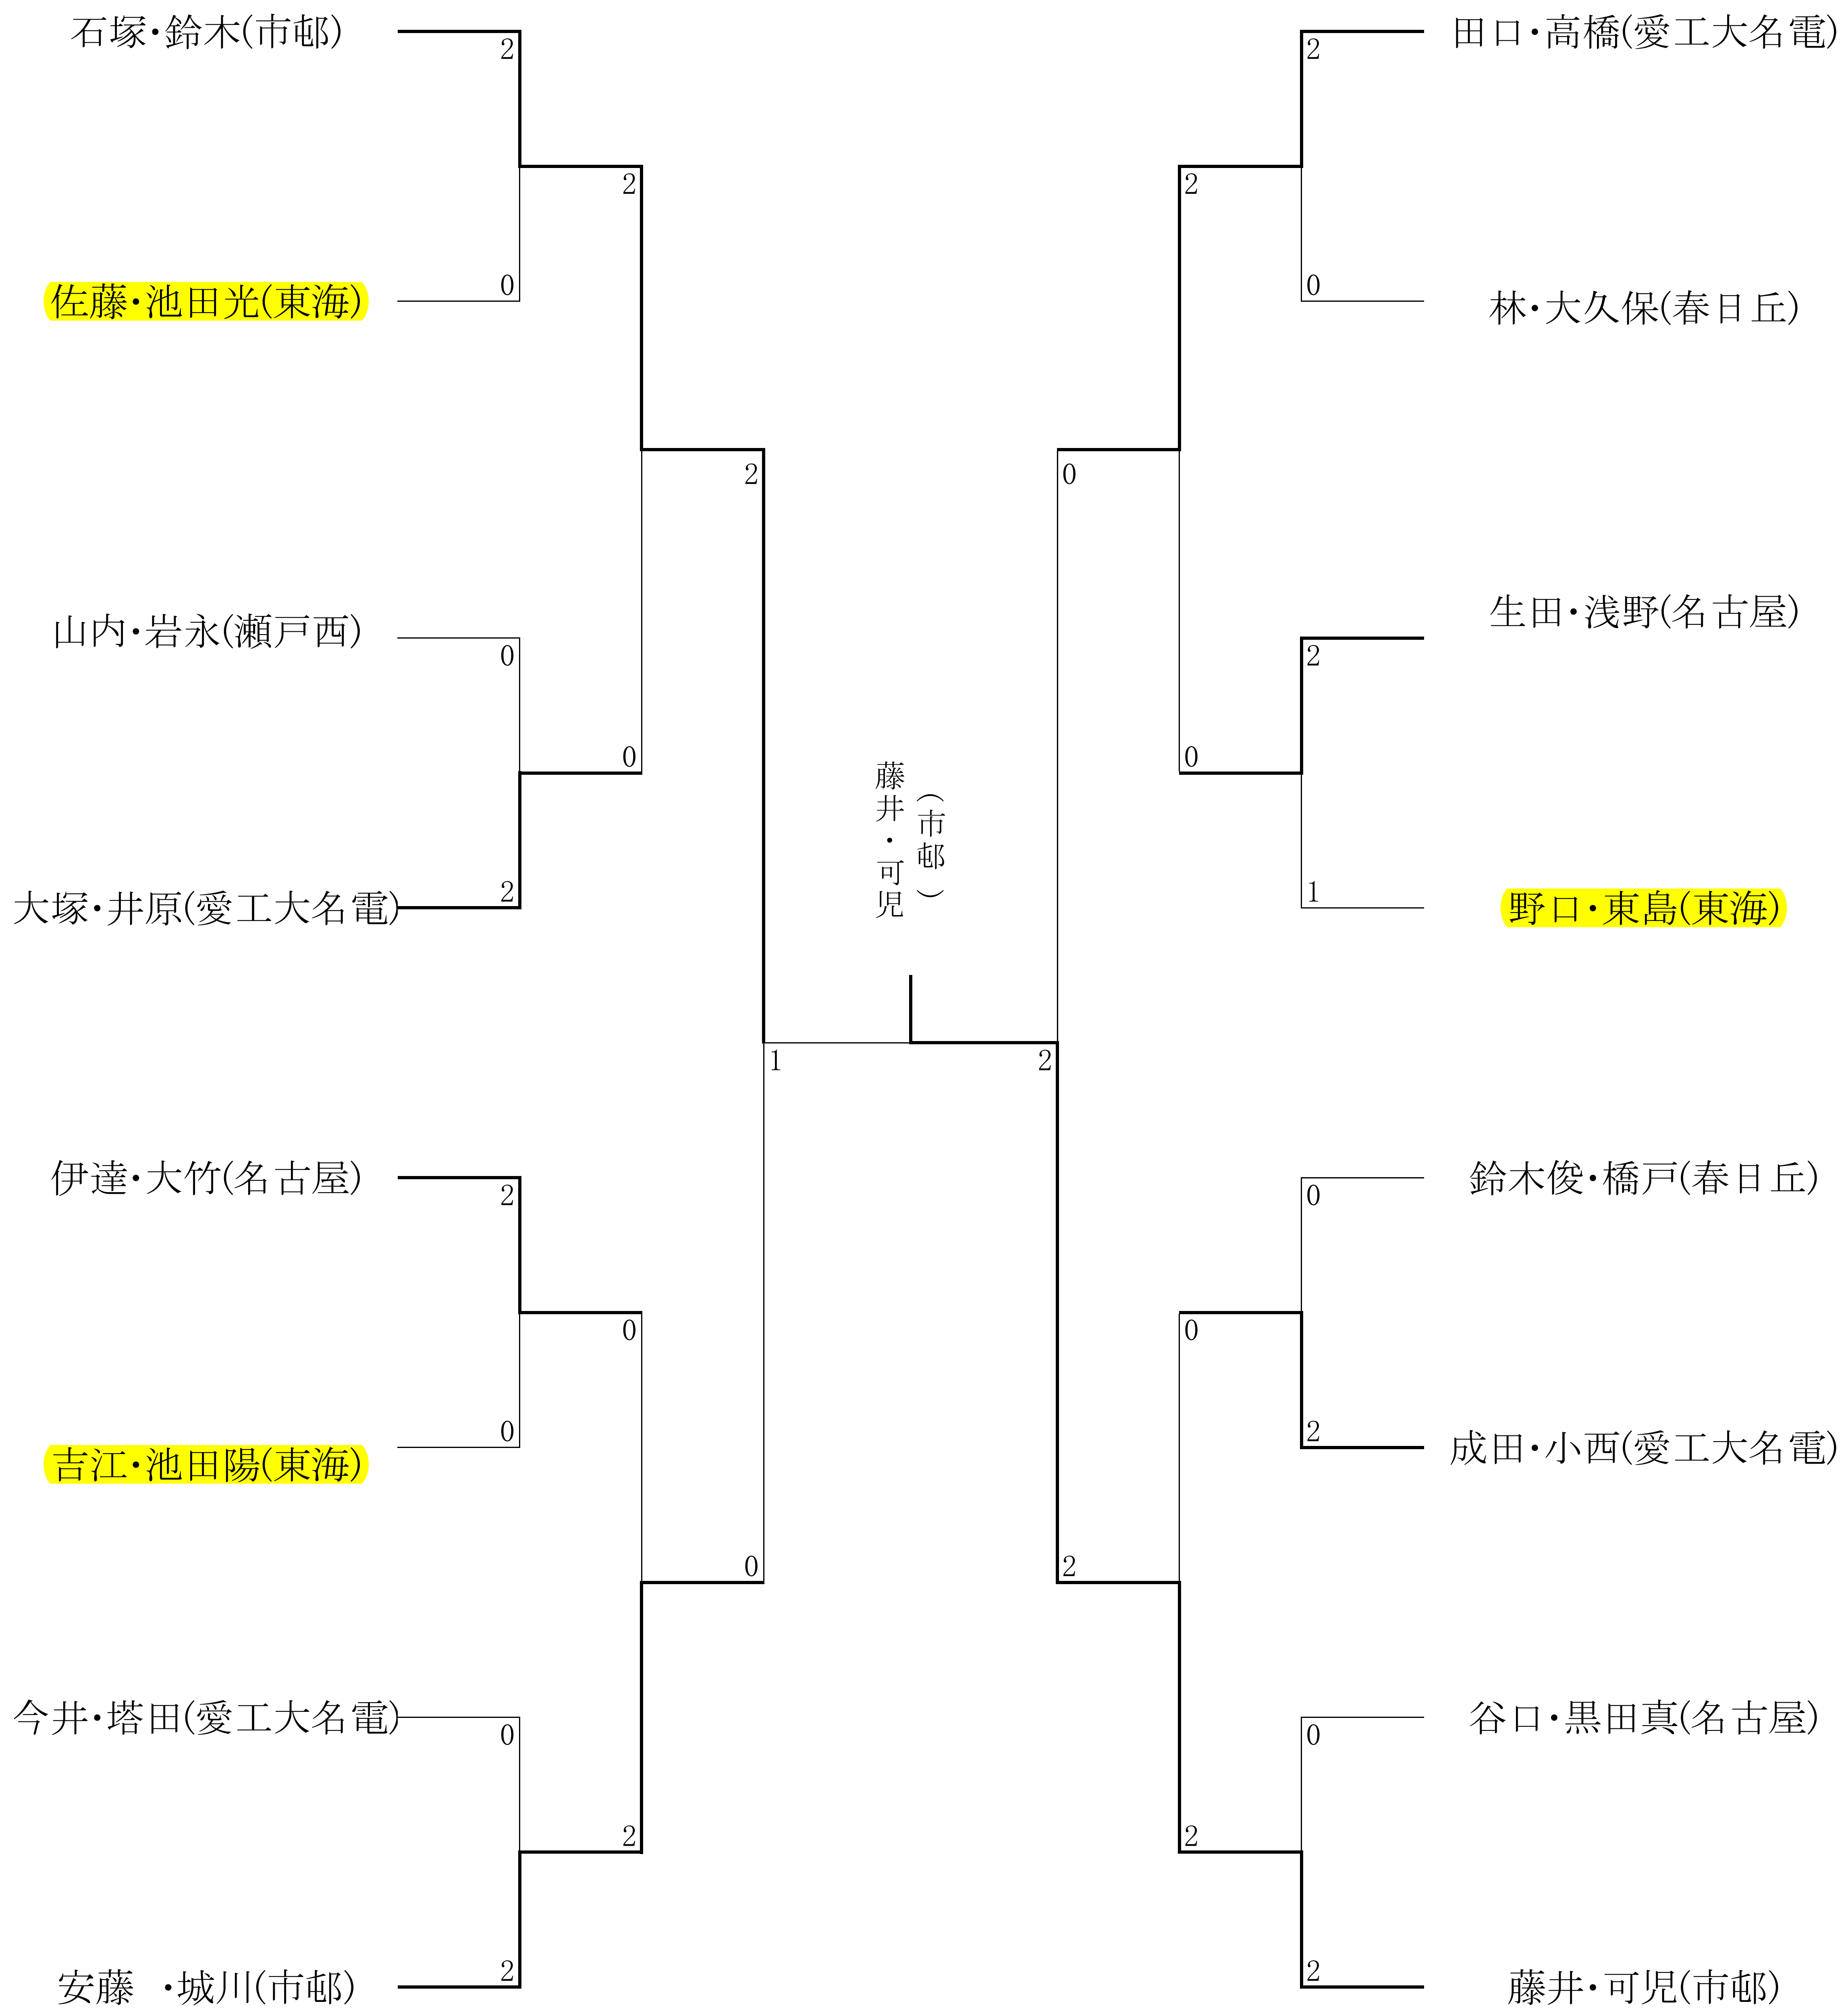 石塚・鈴木(市邨)
2
2
佐藤・池田光(東海)
0
山内・岩永(瀬戸西)
0
0
大塚・井原(愛工大名電)
2
2
伊達・大竹(名古屋)
2
0
吉江・池田陽(東海)
0
今井・塔田(愛工大名電)
0
2
安藤　・城川(市邨)
2
0
1
藤井・可児
(市邨)
2
田口・高橋(愛工大名電)
2
2
林・大久保(春日丘)
0
0
生田・浅野(名古屋)
2
0
野口・東島(東海)
1
鈴木俊・橋戸(春日丘)
0
0
成田・小西(愛工大名電)
2
2
谷口・黒田真(名古屋)
0
2
藤井・可児(市邨)
2